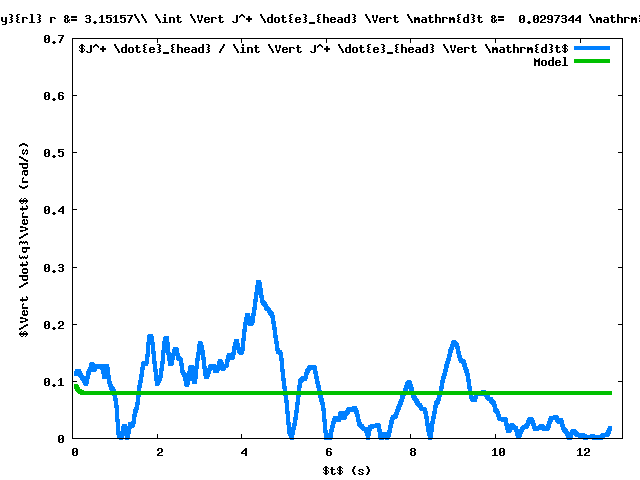 y}{rl} r &= 3.15157\\ \int \Vert J^+ \dot{e}_{head} \Vert \mathrm{d}t &= 0.0297344 \mathrm
$J^+ \dot{e}_{head} / \int \Vert J^+ \dot{e}_{head} \Vert \mathrm{d}t$
Model
0.7
0.6
0.5
0.4
0.3
0.2
0.1
0
$\Vert \dot{q}\Vert$ (rad/s)
0 2 4 6 8 10 12
$t$ (s)